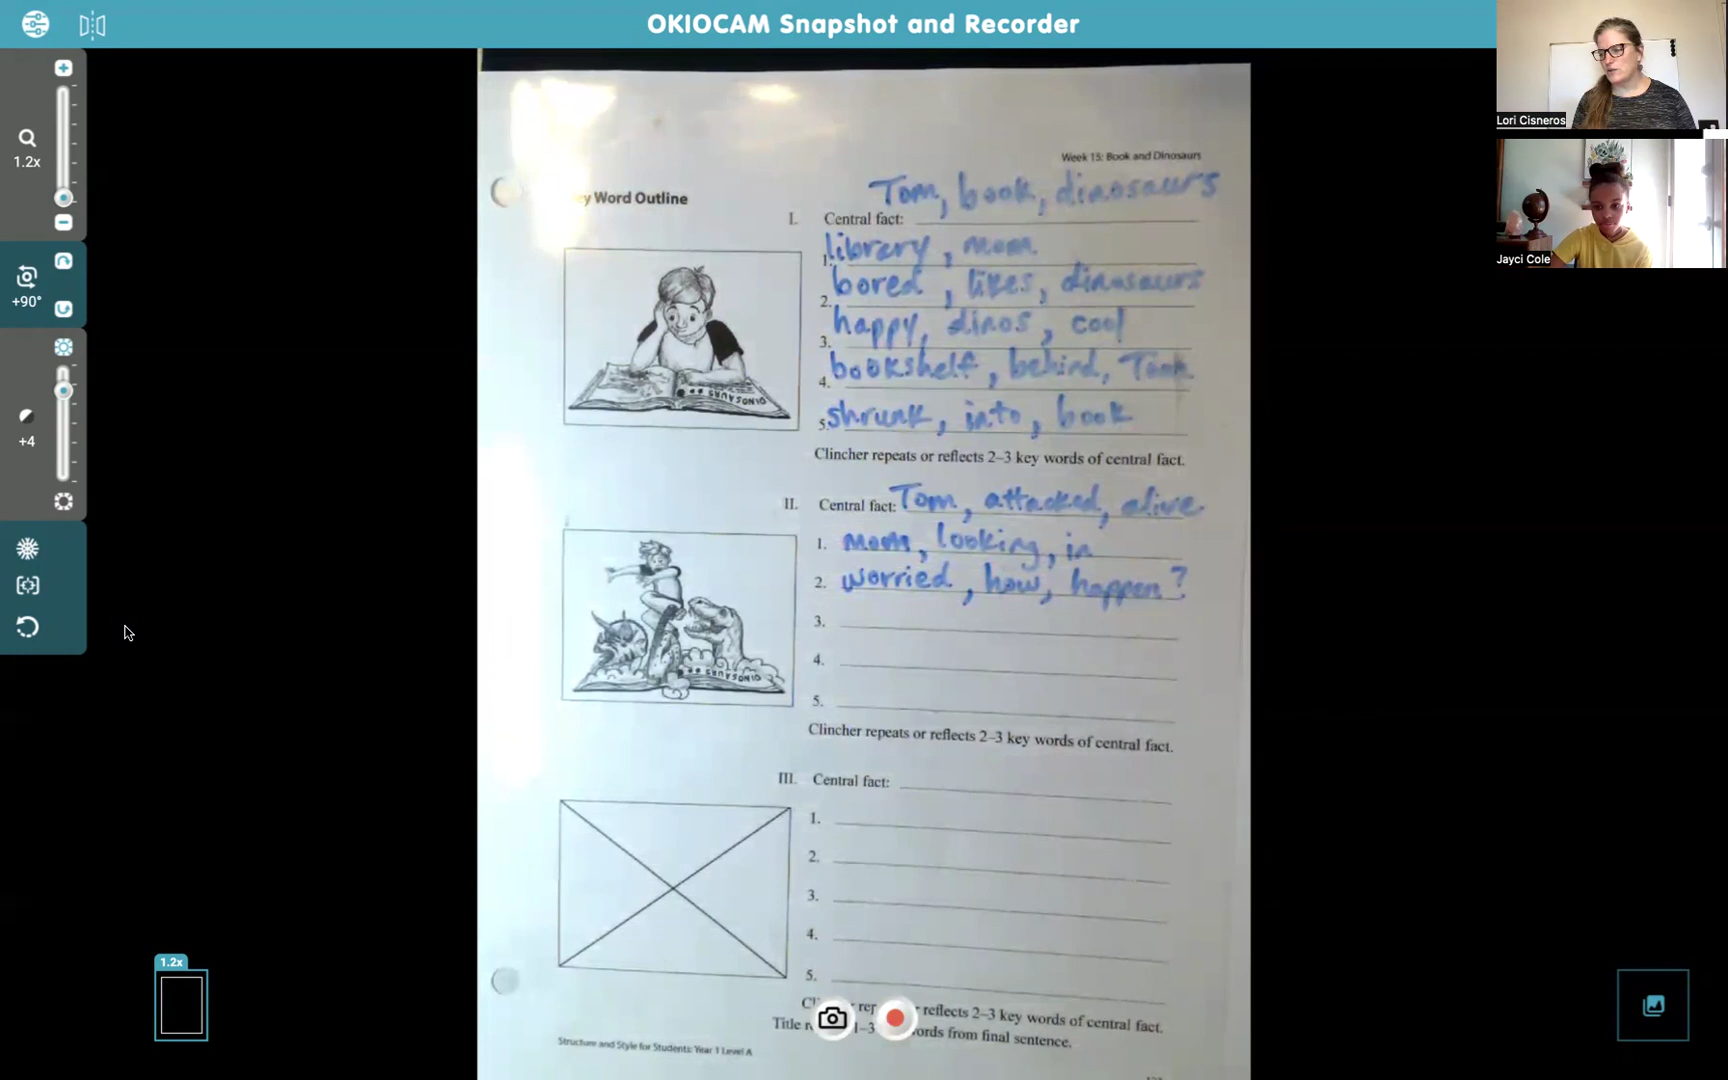 OKIOCAM Snapshot and Recorder
Lori Cisneros
Jayci Cole
1.2x
+90°
+4
Week 15: Book and Dinosaurs
y Word Outline
Tom, book, dinosaurs
I. Central fact:
1. library, mom
2. bored, likes, dinosaurs
3. happy, dinos, cool
4. bookshelf, behind, Tom
5. shrunk, into, book
Clincher repeats or reflects 2–3 key words of central fact.
DINOSAURS
II. Central fact: Tom, attacked, alive
1. mom, looking, in
2. worried, how, happen?
3.
4.
5.
DINOSAURS
Clincher repeats or reflects 2–3 key words of central fact.
III. Central fact:
1.
2.
3.
4.
5.
reflects 2–3 key words of central fact.
Title 1–3 words from final sentence.
Structure and Style for Students: Year 1 Level A
1.2x